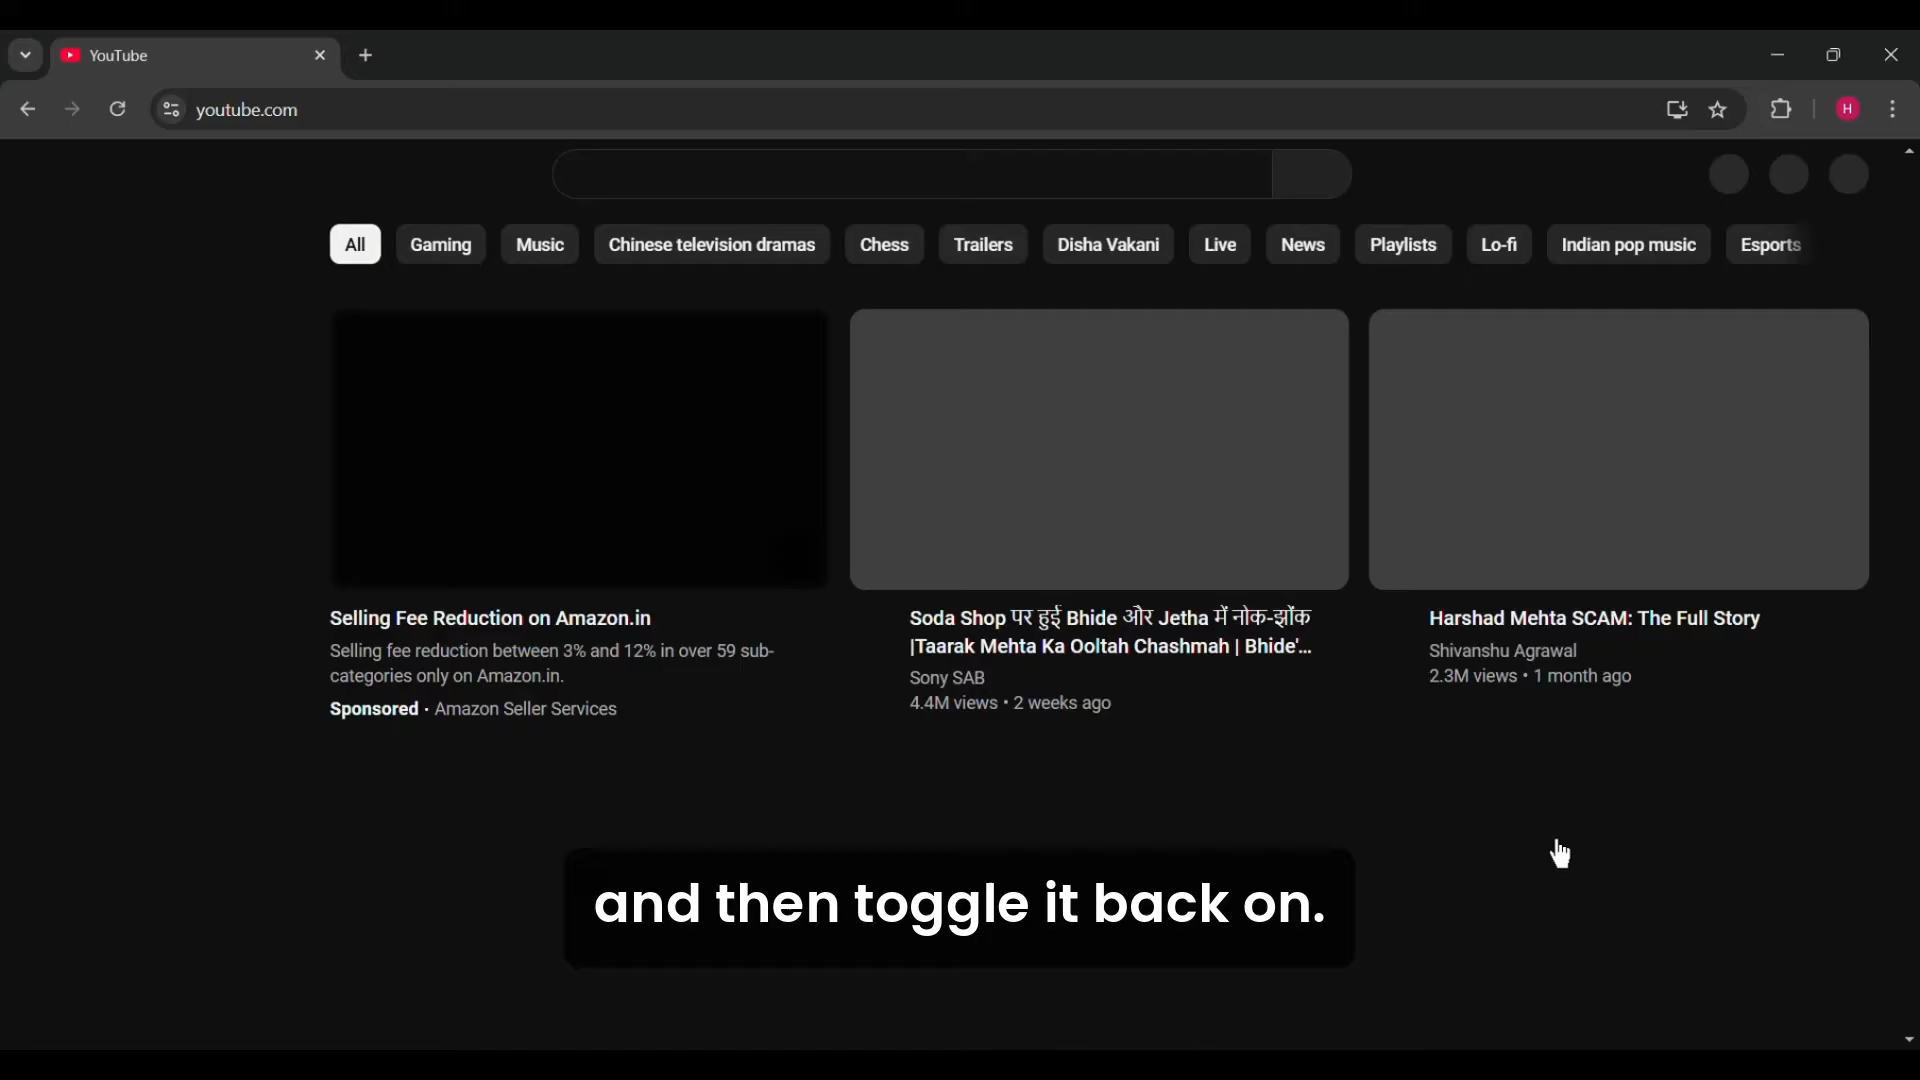 YouTube
youtube.com
H
All
Gaming
Music
Chinese television dramas
Chess
Trailers
Disha Vakani
Live
News
Playlists
Lo-fi
Indian pop music
Esports
Selling Fee Reduction on Amazon.in
Selling fee reduction between 3% and 12% in over 59 sub-
categories only on Amazon.in.
Sponsored · Amazon Seller Services
Soda Shop पर हुई Bhide और Jetha में नोक-झोंक
|Taarak Mehta Ka Ooltah Chashmah | Bhide'...
Sony SAB
4.4M views • 2 weeks ago
Harshad Mehta SCAM: The Full Story
Shivanshu Agrawal
2.3M views • 1 month ago
and then toggle it back on.